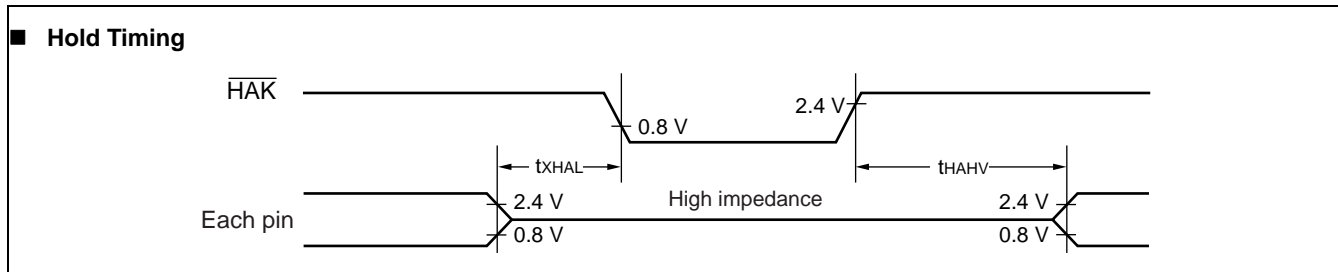 ■ Hold Timing
HAK
2.4 V
0.8 V
tXHAL
tHAHV
Each pin
2.4 V
High impedance
2.4 V
0.8 V
0.8 V